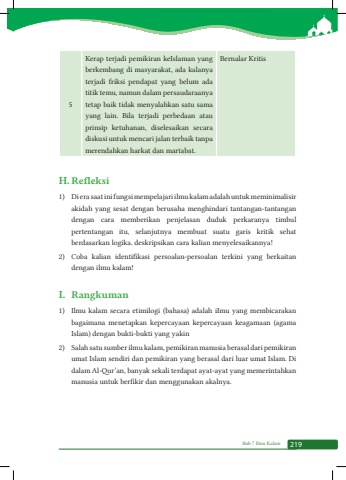 Kerap terjadi pemikiran keIslaman yang
berkembang di masyarakat, ada kalanya
terjadi friksi pendapat yang belum ada
titik temu, namun dalam persaudaraanya
5 tetap baik tidak menyalahkan satu sama
yang lain. Bila terjadi perbedaan atau
prinsip ketuhanan, diselesaikan secara
diskusi untuk mencari jalan terbaik tanpa
merendahkan harkat dan martabat.
Bernalar Kritis
H. Refleksi
1) Di era saat ini fungsi mempelajari ilmu kalam adalah untuk meminimalisir
akidah yang sesat dengan berusaha menghindari tantangan-tantangan
dengan cara memberikan penjelasan duduk perkaranya timbul
pertentangan itu, selanjutnya membuat suatu garis kritik sehat
berdasarkan logika. deskripsikan cara kalian menyelesaikannya!
2) Coba kalian identifikasi persoalan-persoalan terkini yang berkaitan
dengan ilmu kalam!
I. Rangkuman
1) Ilmu kalam secara etimilogi (bahasa) adalah ilmu yang membicarakan
bagaimana menetapkan kepercayaan kepercayaan keagamaan (agama
Islam) dengan bukti-bukti yang yakin
2) Salah satu sumber ilmu kalam, pemikiran manusia berasal dari pemikiran
umat Islam sendiri dan pemikiran yang berasal dari luar umat Islam. Di
dalam Al-Qur'an, banyak sekali terdapat ayat-ayat yang memerintahkan
manusia untuk berfikir dan menggunakan akalnya.
Bab 7 Ilmu Kalam 219